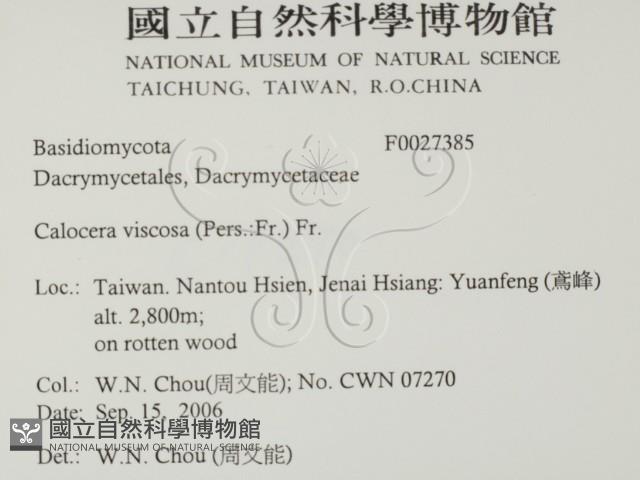 國立自然科學博物館
NATIONAL MUSEUM OF NATURAL SCIENCE
TAICHUNG, TAIWAN, R.O.CHINA
Basidiomycota F0027385
Dacrymycetales, Dacrymycetaceae
Calocera viscosa (Pers.:Fr.) Fr.
Loc.: Taiwan. Nantou Hsien, Jenai Hsiang: Yuanfeng (鳶峰)
alt. 2,800m;
on rotten wood
Col.: W.N. Chou(周文能); No. CWN 07270
Date: Sep. 15, 2006
國立自然科學博物館
NATIONAL MUSEUM OF NATURAL SCIENCE
Det.: W.N. Chou (周文能)